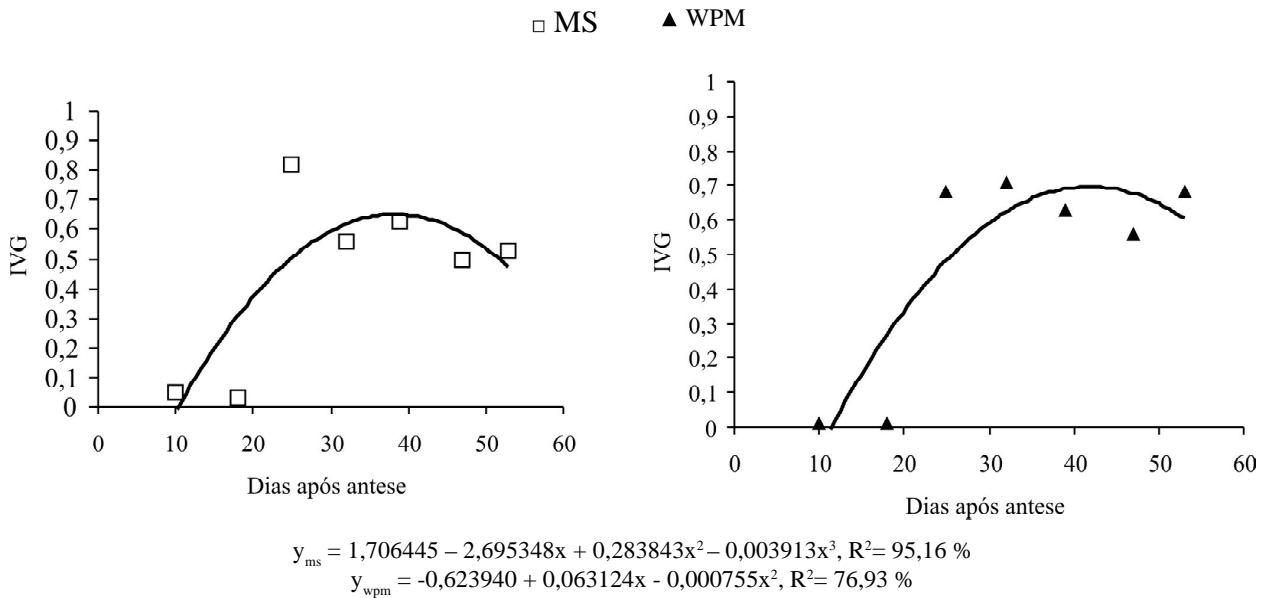 □ MS ▲ WPM
IVG
1
0,9
0,8
0,7
0,6
0,5
0,4
0,3
0,2
0,1
0
0 10 20 30 40 50 60
Dias após antese
IVG
1
0,9
0,8
0,7
0,6
0,5
0,4
0,3
0,2
0,1
0
0 10 20 30 40 50 60
Dias após antese
y_ms = 1,706445 – 2,695348x + 0,283843x² – 0,003913x³, R²= 95,16 %
y_wpm = -0,623940 + 0,063124x - 0,000755x², R²= 76,93 %